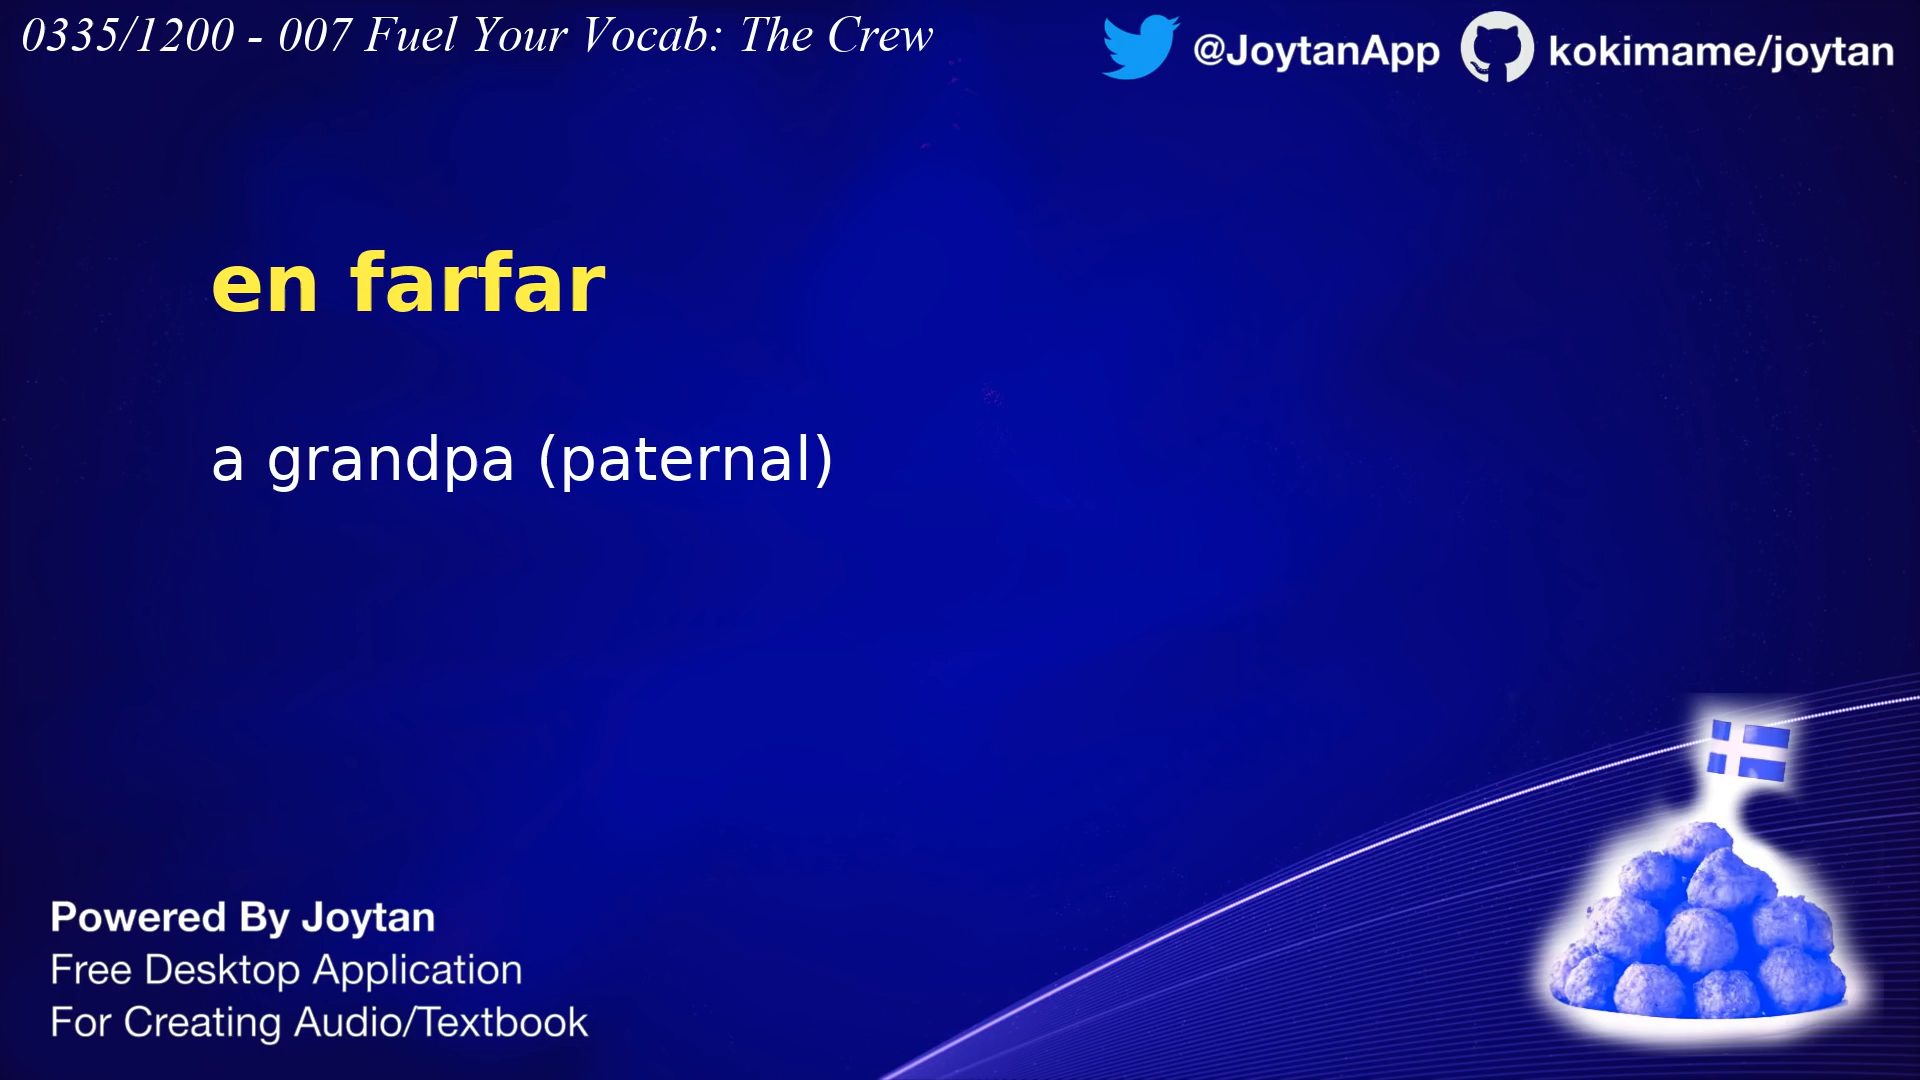 0335/1200 - 007 Fuel Your Vocab: The Crew
@JoytanApp kokimame/joytan
en farfar
a grandpa (paternal)
Powered By Joytan
Free Desktop Application
For Creating Audio/Textbook